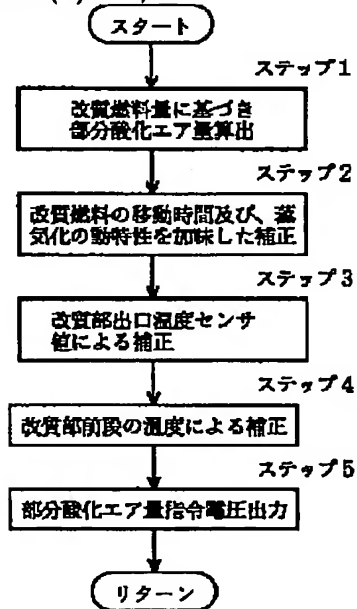 スタート
ステップ1
改質燃料量に基づき
部分酸化エア量算出
ステップ2
改質燃料の移動時間及び、蒸
気化の動特性を加味した補正
ステップ3
改質部出口温度センサ
値による補正
ステップ4
改質部前段の温度による補正
ステップ5
部分酸化エア量指令電圧出力
リターン